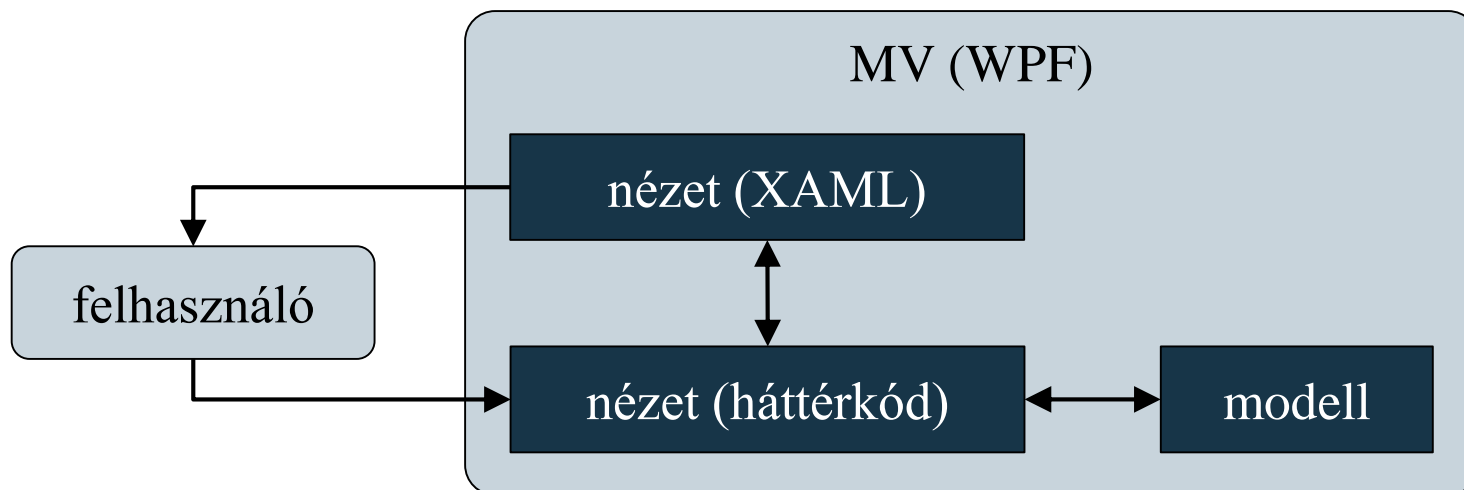 MV (WPF)
nézet (XAML)
felhasználó
nézet (háttérkód)
modell